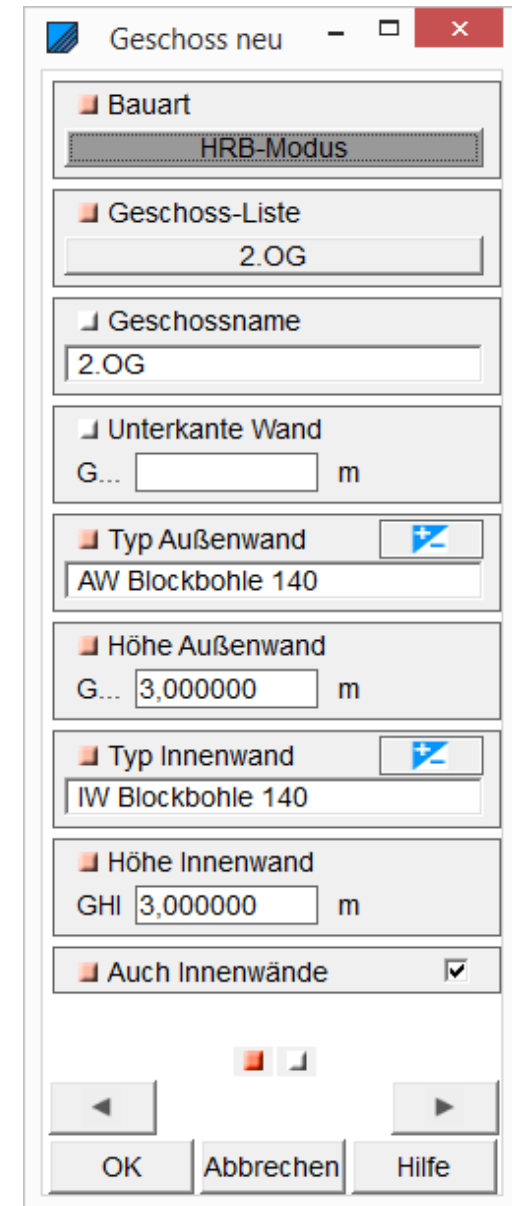 Geschoss neu
Bauart
HRB-Modus
Geschoss-Liste
2.OG
Geschossname
2.OG
Unterkante Wand
G... m
Typ Außenwand
AW Blockbohle 140
Höhe Außenwand
G... 3,000000 m
Typ Innenwand
IW Blockbohle 140
Höhe Innenwand
GHI 3,000000 m
Auch Innenwände
OK Abbrechen Hilfe